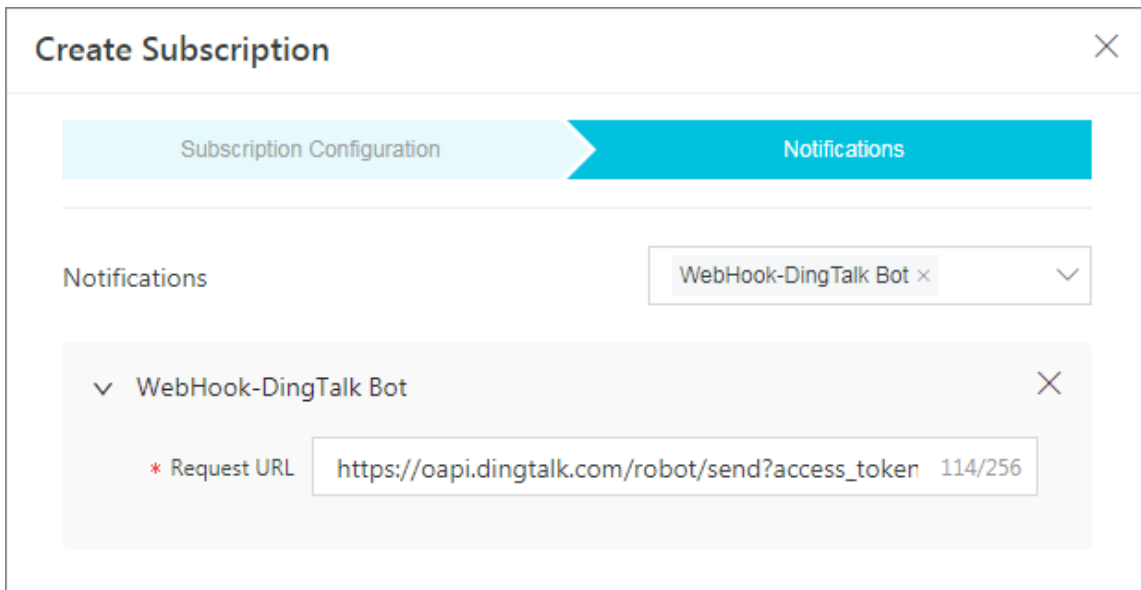 Create Subscription
Subscription Configuration
Notifications
Notifications
WebHook-DingTalk Bot ×
WebHook-DingTalk Bot
* Request URL https://oapi.dingtalk.com/robot/send?access_token 114/256